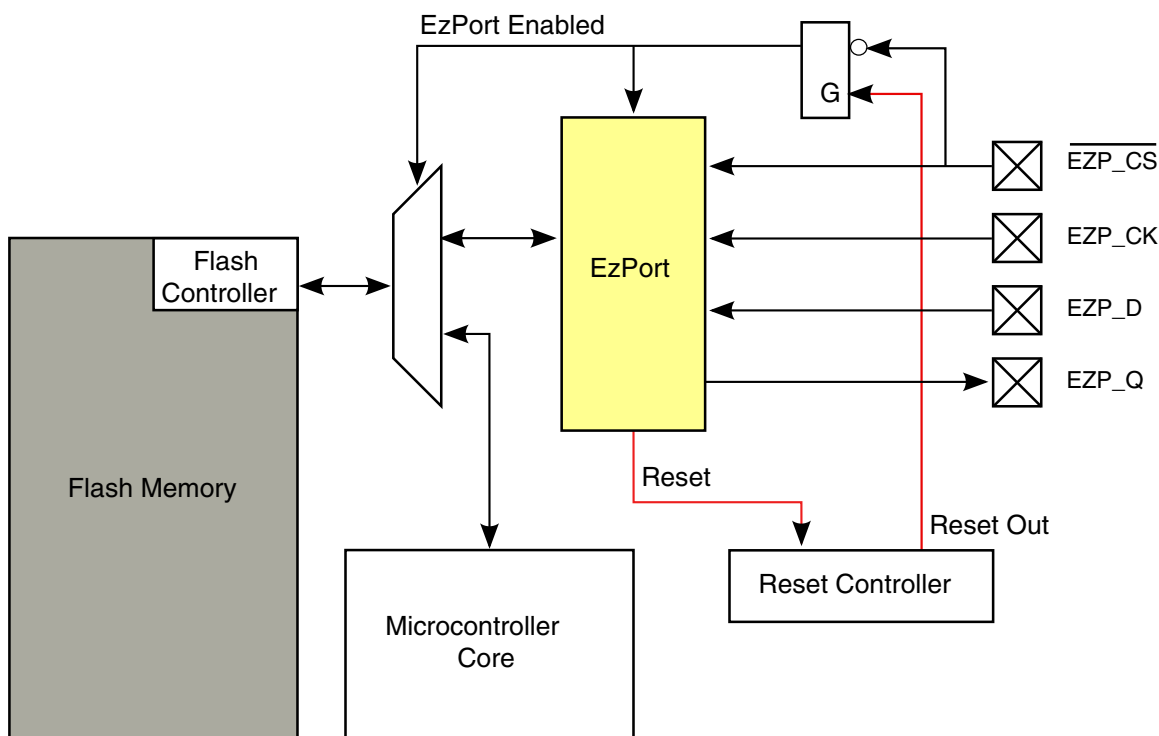 EzPort Enabled
G
EZP_CS
EZP_CK
EzPort
Flash
Controller
EZP_D
EZP_Q
Reset
Flash Memory
Reset Out
Reset Controller
Microcontroller
Core